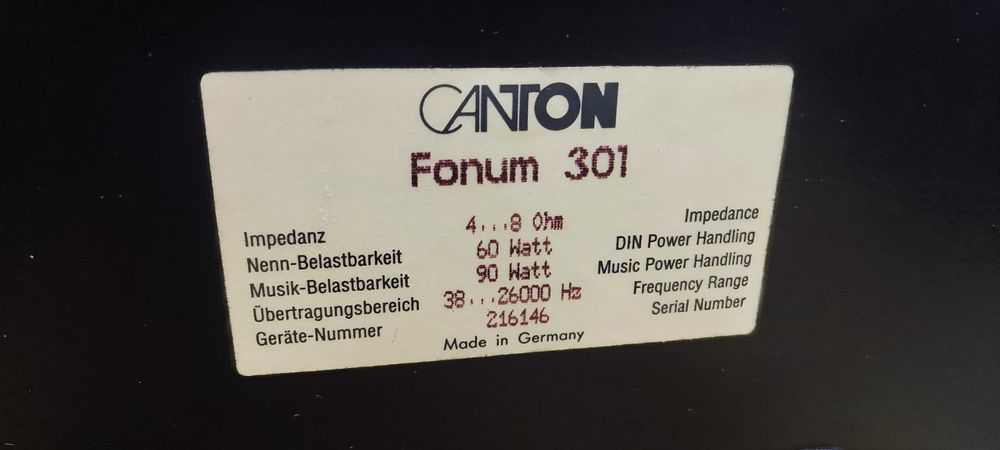 CANTON
Fonum 301
Impedanz 4...8 Ohm Impedance
Nenn-Belastbarkeit 60 Watt DIN Power Handling
Musik-Belastbarkeit 90 Watt Music Power Handling
Übertragungsbereich 38...26000 Hz Frequency Range
Geräte-Nummer 216146 Serial Number
Made in Germany